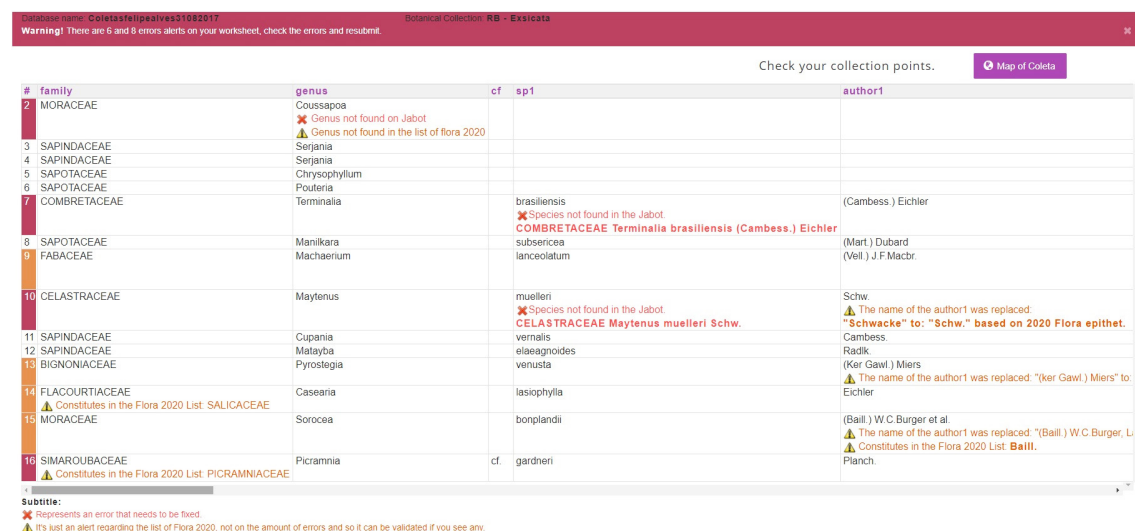 Database name: Coletasfelipealves31082017 Botanical Collection: RB - Exsicata
Warning! There are 6 and 8 errors alerts on your worksheet, check the errors and resubmit.
Check your collection points. Map of Coleta
# family genus cf sp1 author1
2 MORACEAE Coussapoa
Genus not found on Jabot
Genus not found in the list of flora 2020
3 SAPINDACEAE Serjania
4 SAPINDACEAE Serjania
5 SAPOTACEAE Chrysophyllum
6 SAPOTACEAE Pouteria
7 COMBRETACEAE Terminalia brasiliensis (Cambess.) Eichler
Species not found in the Jabot.
COMBRETACEAE Terminalia brasiliensis (Cambess.) Eichler
8 SAPOTACEAE Manilkara subsericea (Mart.) Dubard
9 FABACEAE Machaerium lanceolatum (Vell.) J.F.Macbr.
10 CELASTRACEAE Maytenus muelleri Schw.
Species not found in the Jabot. The name of the author1 was replaced:
CELASTRACEAE Maytenus muelleri Schw. "Schwacke" to: "Schw." based on 2020 Flora epithet.
11 SAPINDACEAE Cupania vernalis Cambess.
12 SAPINDACEAE Matayba elaeagnoides Radlk.
13 BIGNONIACEAE Pyrostegia venusta (Ker Gawl.) Miers
The name of the author1 was replaced: "(ker Gawl.) Miers" to:
14 FLACOURTIACEAE Casearia lasiophylla Eichler
Constitutes in the Flora 2020 List: SALICACEAE
15 MORACEAE Sorocea bonplandii (Baill.) W.C.Burger et al.
The name of the author1 was replaced: "(Baill.) W.C.Burger,
Constitutes in the Flora 2020 List: Baill.
16 SIMAROUBACEAE Picramnia cf. gardneri Planch.
Constitutes in the Flora 2020 List: PICRAMNIACEAE
Subtitle:
Represents an error that needs to be fixed.
It's just an alert regarding the list of Flora 2020, not on the amount of errors and so it can be validated if you see any.